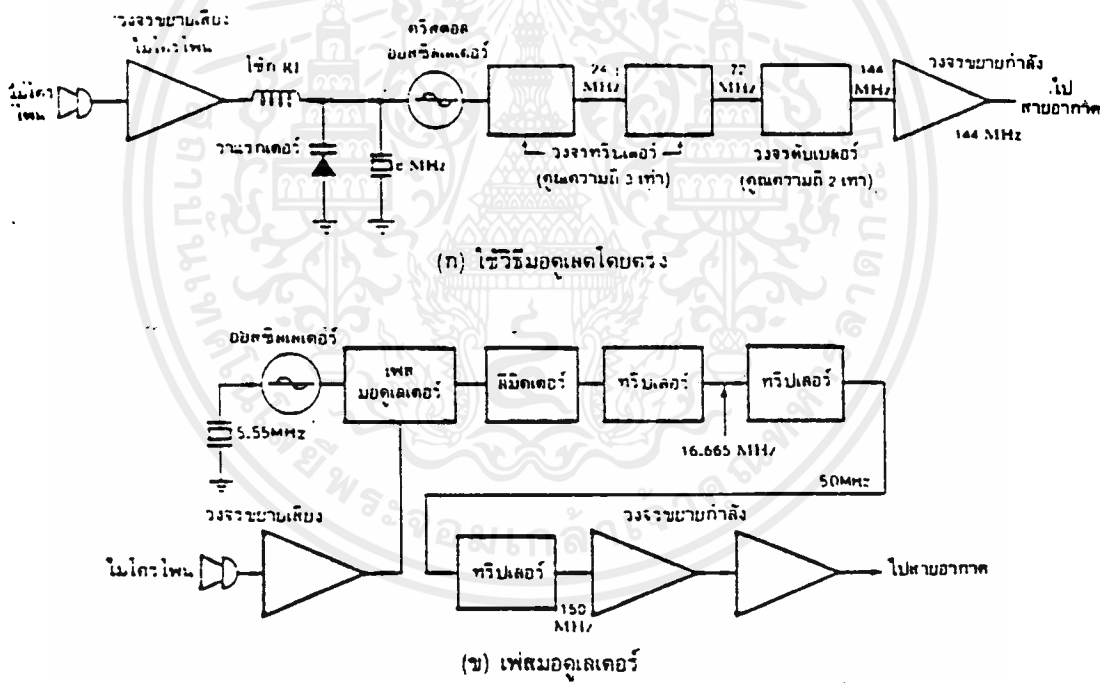 วงจรขยายเสียง
ไมโครโฟน
ไมโคร
โฟน
โช้ก RF
วาแรกเตอร์
คริสตอล
ออสซิลเลเตอร์
8 MHz
24
MHz
72
MHz
144
MHz
วงจรทริปเลอร์
(คูณความถี่ 3 เท่า)
วงจรดับเบลอร์
(คูณความถี่ 2 เท่า)
วงจรขยายกำลัง
144 MHz
ไป
สายอากาศ
(ก) ใช้วิธีมอดูเลตโดยตรง
ออสซิลเลเตอร์
5.55MHz
เฟส
มอดูเลเตอร์
ลิมิตเตอร์
ทริปเลอร์
16.665 MHz
ทริปเลอร์
50MHz
วงจรขยายเสียง
ไมโครโฟน
ทริปเลอร์
150
MHz
วงจรขยายกำลัง
ไปสายอากาศ
(ข) เฟสมอดูเลเตอร์